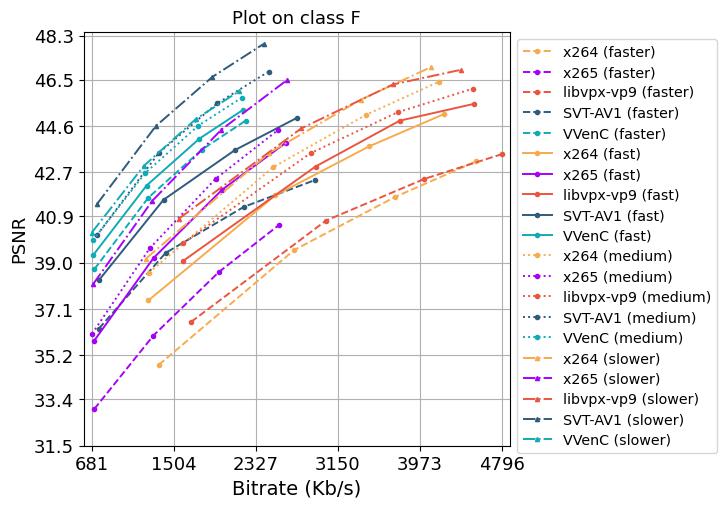 Plot on class F
PSNR
48.3
46.5
44.6
42.7
40.9
39.0
37.1
35.2
33.4
31.5
681 1504 2327 3150 3973 4796
Bitrate (Kb/s)
x264 (faster)
x265 (faster)
libvpx-vp9 (faster)
SVT-AV1 (faster)
VVenC (faster)
x264 (fast)
x265 (fast)
libvpx-vp9 (fast)
SVT-AV1 (fast)
VVenC (fast)
x264 (medium)
x265 (medium)
libvpx-vp9 (medium)
SVT-AV1 (medium)
VVenC (medium)
x264 (slower)
x265 (slower)
libvpx-vp9 (slower)
SVT-AV1 (slower)
VVenC (slower)